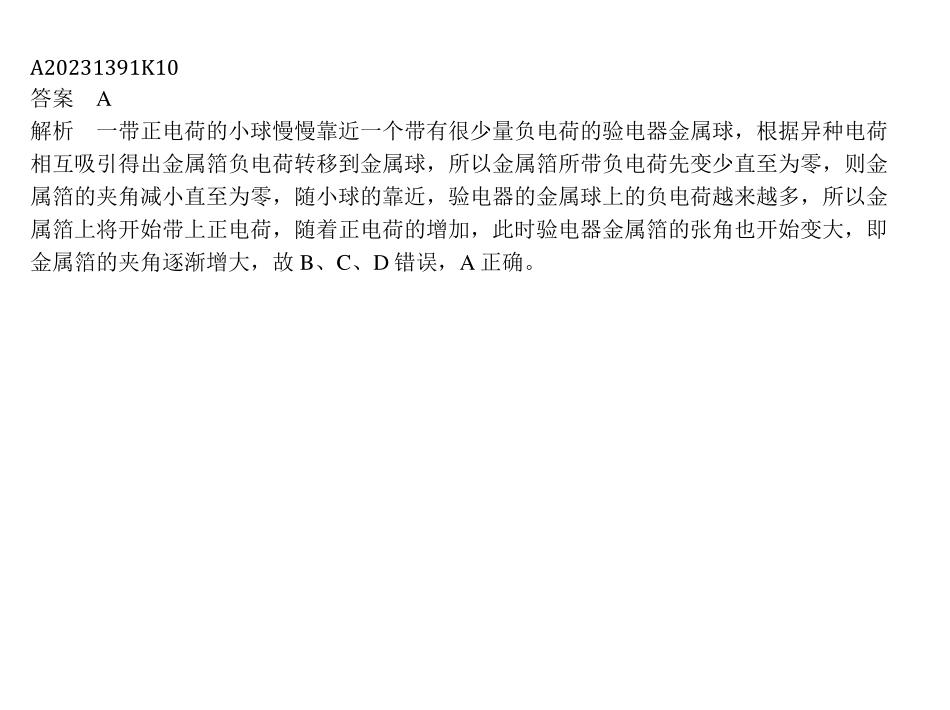 A20231391K10
答案　A
解析　一带正电荷的小球慢慢靠近一个带有很少量负电荷的验电器金属球，根据异种电荷
相互吸引得出金属箔负电荷转移到金属球，所以金属箔所带负电荷先变少直至为零，则金
属箔的夹角减小直至为零，随小球的靠近，验电器的金属球上的负电荷越来越多，所以金
属箔上将开始带上正电荷，随着正电荷的增加，此时验电器金属箔的张角也开始变大，即
金属箔的夹角逐渐增大，故 B、C、D 错误，A 正确。